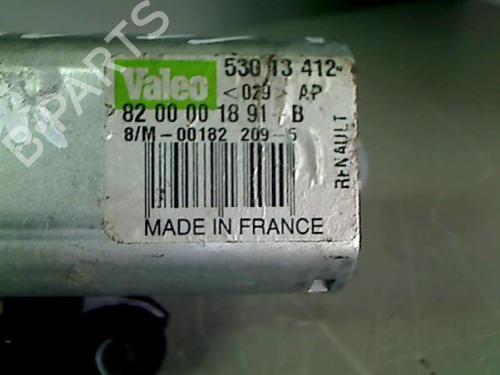 Valeo
530 13 412-
<029> AP
82 00 00 18 91 - B
8/M-00182 209-5
RENAULT
MADE IN FRANCE
B-PARTS